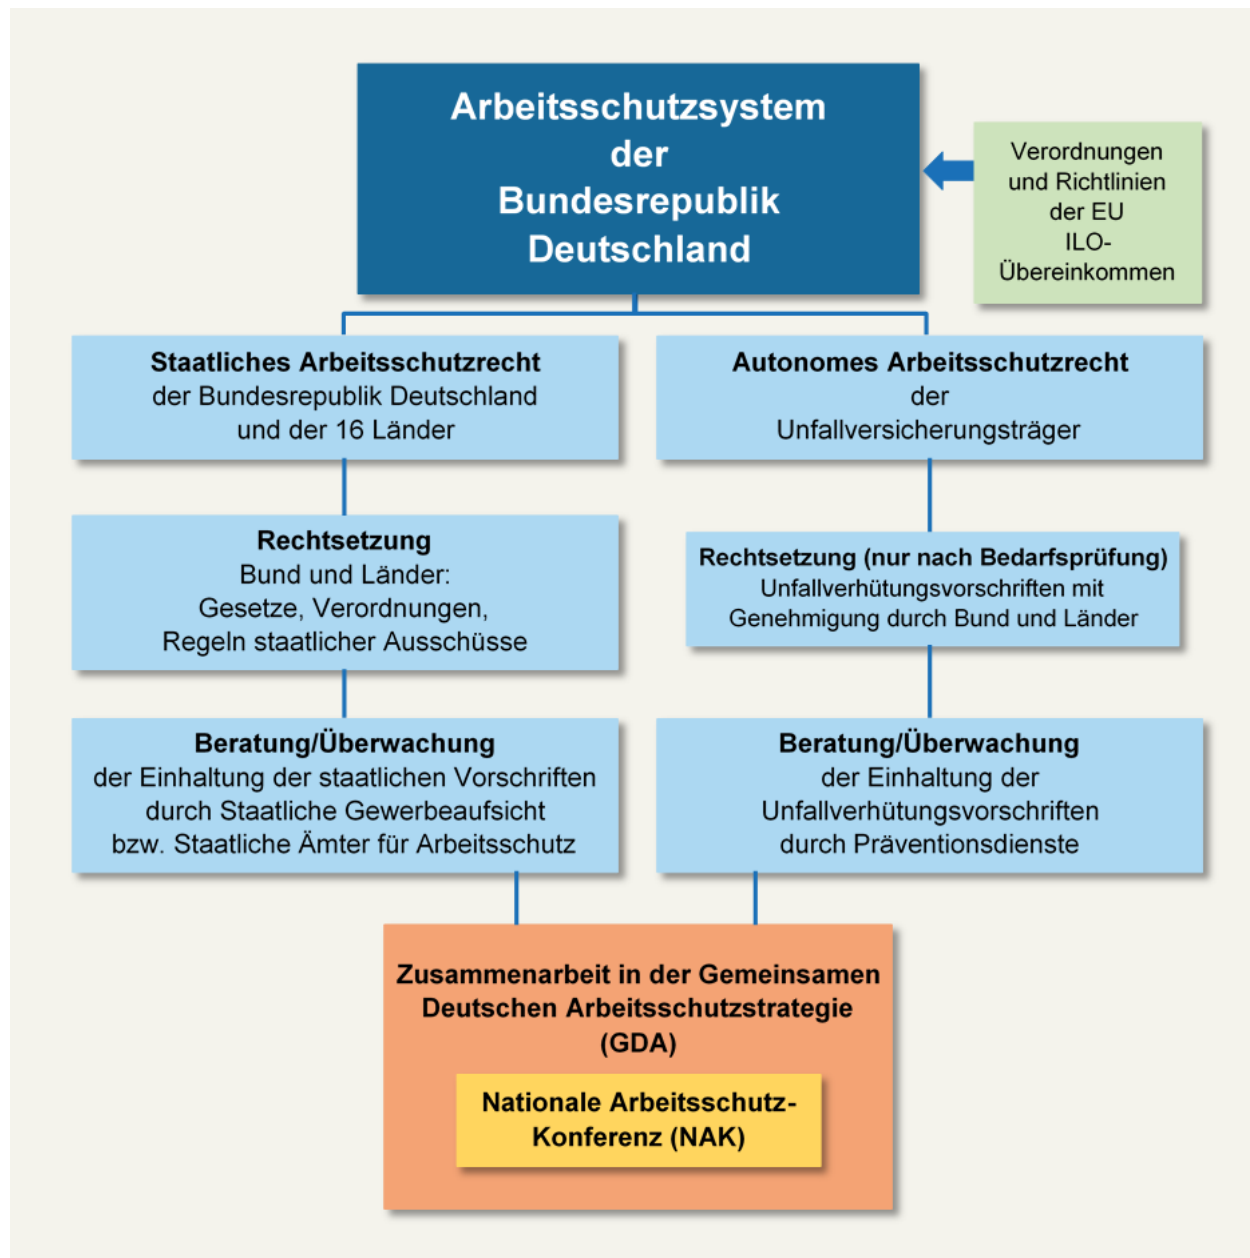 Arbeitsschutzsystem
der
Bundesrepublik
Deutschland
Verordnungen
und Richtlinien
der EU
ILO-
Übereinkommen
Staatliches Arbeitsschutzrecht
der Bundesrepublik Deutschland
und der 16 Länder
Autonomes Arbeitsschutzrecht
der
Unfallversicherungsträger
Rechtsetzung
Bund und Länder:
Gesetze, Verordnungen,
Regeln staatlicher Ausschüsse
Rechtsetzung (nur nach Bedarfsprüfung)
Unfallverhütungsvorschriften mit
Genehmigung durch Bund und Länder
Beratung/Überwachung
der Einhaltung der staatlichen Vorschriften
durch Staatliche Gewerbeaufsicht
bzw. Staatliche Ämter für Arbeitsschutz
Beratung/Überwachung
der Einhaltung der
Unfallverhütungsvorschriften
durch Präventionsdienste
Zusammenarbeit in der Gemeinsamen
Deutschen Arbeitsschutzstrategie
(GDA)
Nationale Arbeitsschutz-
Konferenz (NAK)